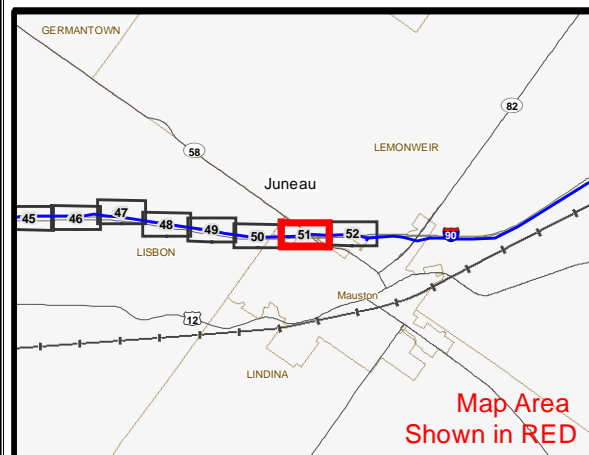 GERMANTOWN
82
58
LEMONWEIR
Juneau
45
46
47
48
49
50
51
52
90
LISBON
Mauston
12
LINDINA
Map Area
Shown in RED